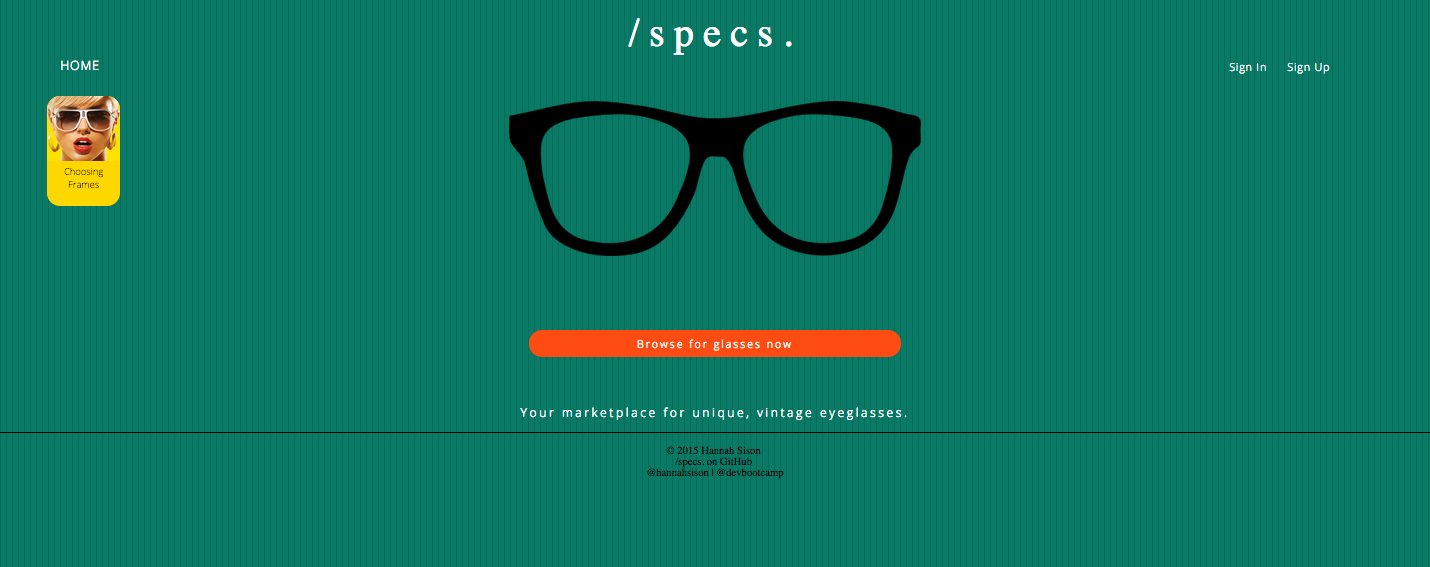 /specs.
HOME
Sign In
Sign Up
Choosing
Frames
Browse for glasses now
Your marketplace for unique, vintage eyeglasses.
© 2015 Hannah Sison
/specs. on GitHub
@hannahsison | @devbootcamp